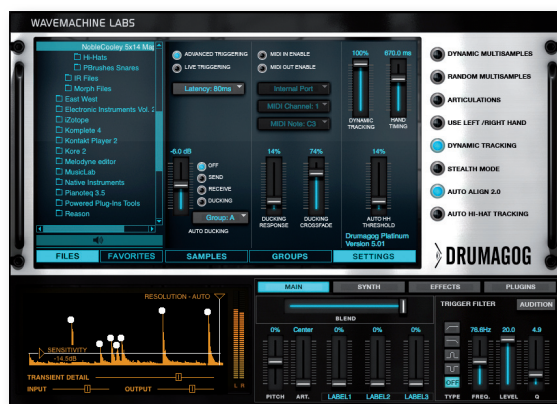 WAVEMACHINE LABS
NobleCooley 5x14 Map
Hi-Hats
PBrushes Snares
IR Files
Morph Files
East West
Electronic Instruments Vol. 2
iZotope
Komplete 4
Kontakt Player 2
Kore 2
Melodyne editor
MusicLab
Native Instruments
Pianoteq 3.5
Powered Plug-Ins Tools
Reason
FILES
FAVORITES
ADVANCED TRIGGERING
LIVE TRIGGERING
MIDI IN ENABLE
MIDI OUT ENABLE
Latency: 80ms
Internal Port
MIDI Channel: 1
MIDI Note: C3
100%
670.0 ms
DYNAMIC TRACKING
HAND TIMING
-6.0 dB
OFF
SEND
RECEIVE
DUCKING
Group: A
AUTO DUCKING
14%
74%
14%
DUCKING RESPONSE
DUCKING CROSSFADE
AUTO HH THRESHOLD
Drumagog Platinum
Version 5.01
SAMPLES
GROUPS
SETTINGS
DYNAMIC MULTISAMPLES
RANDOM MULTISAMPLES
ARTICULATIONS
USE LEFT /RIGHT HAND
DYNAMIC TRACKING
STEALTH MODE
AUTO ALIGN 2.0
AUTO HI-HAT TRACKING
DRUMAGOG
RESOLUTION - AUTO
SENSITIVITY
-14.5dB
TRANSIENT DETAIL
INPUT
OUTPUT
L R
MAIN
SYNTH
EFFECTS
PLUGINS
BLEND
0%
Center
0%
0%
0%
PITCH
ART.
LABEL1
LABEL2
LABEL3
TRIGGER FILTER
AUDITION
78.6Hz
20.0
4.9
OFF
TYPE
FREQ.
LEVEL
Q